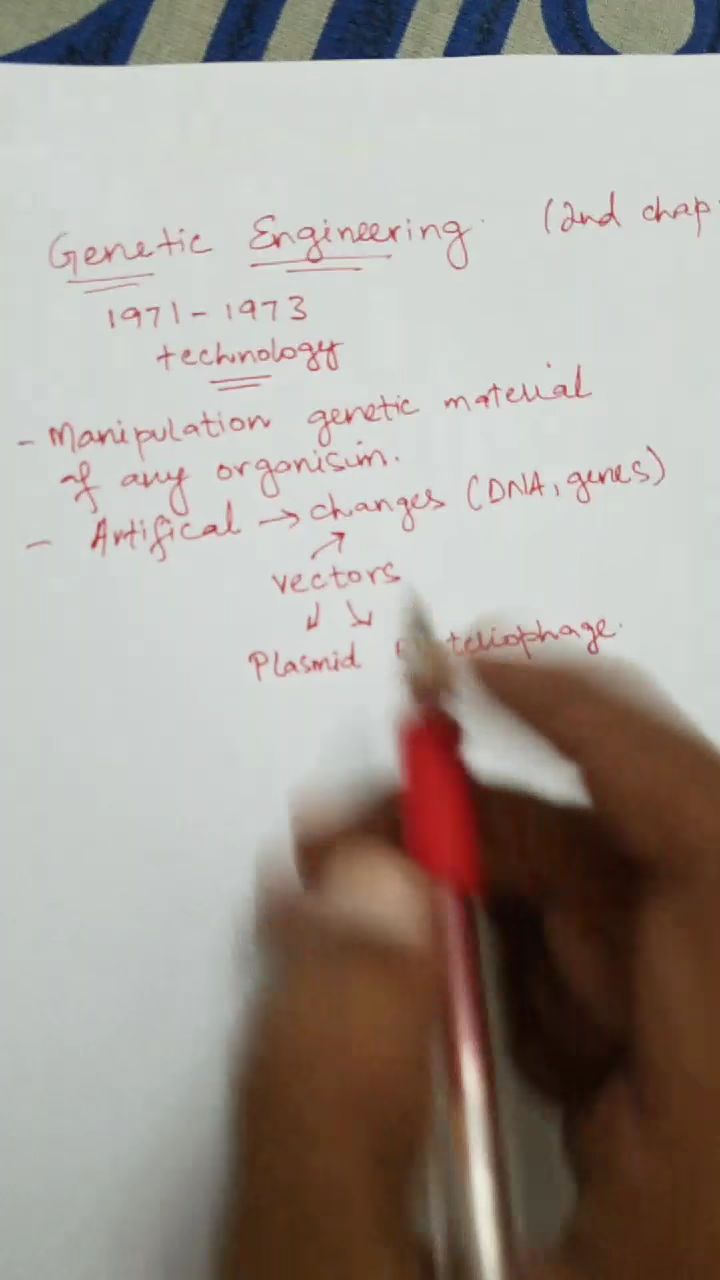 Genetic Engineering. (2nd chap.
1971-1973
technology
- Manipulation genetic material
of any organisim.
- Artifical → changes (DNA, genes)
vectors
Plasmid